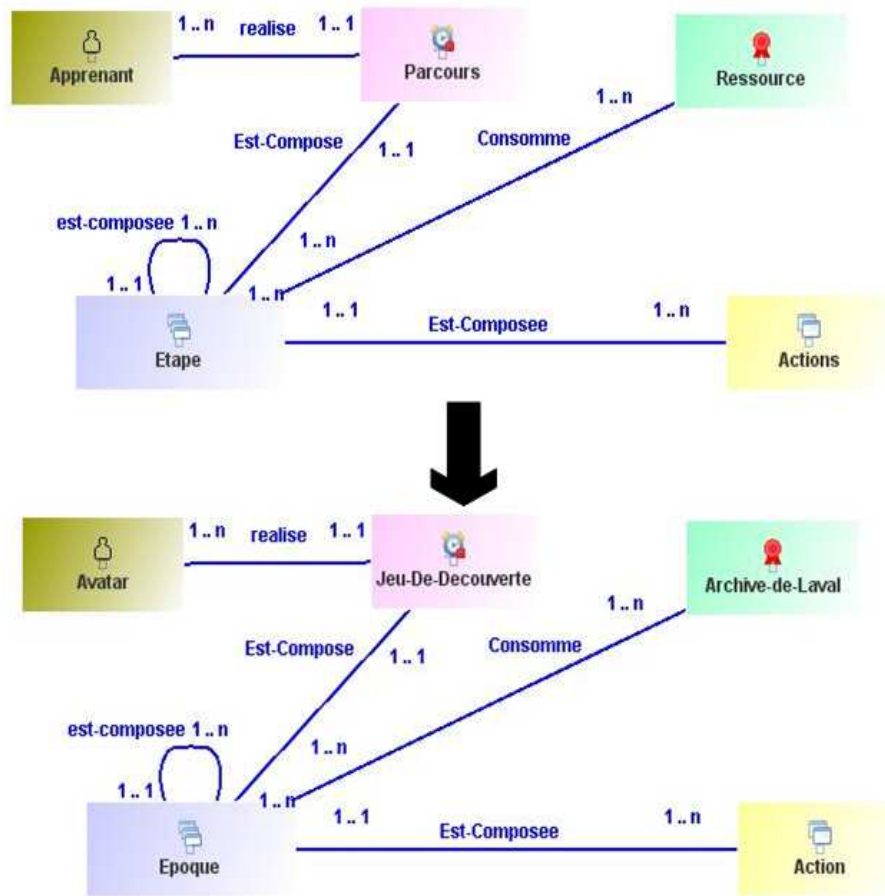 1..n realise 1..1
Apprenant
Parcours
Ressource
1..n
Est-Compose
1..1
Consomme
est-composee 1..n
1..n
1..1
1..n
1..1
Est-Composee
1..n
Etape
Actions
1..n realise 1..1
Avatar
Jeu-De-Decouverte
Archive-de-Laval
1..n
Est-Compose
1..1
Consomme
est-composee 1..n
1..n
1..1
1..n
1..1
Est-Composee
1..n
Epoque
Action